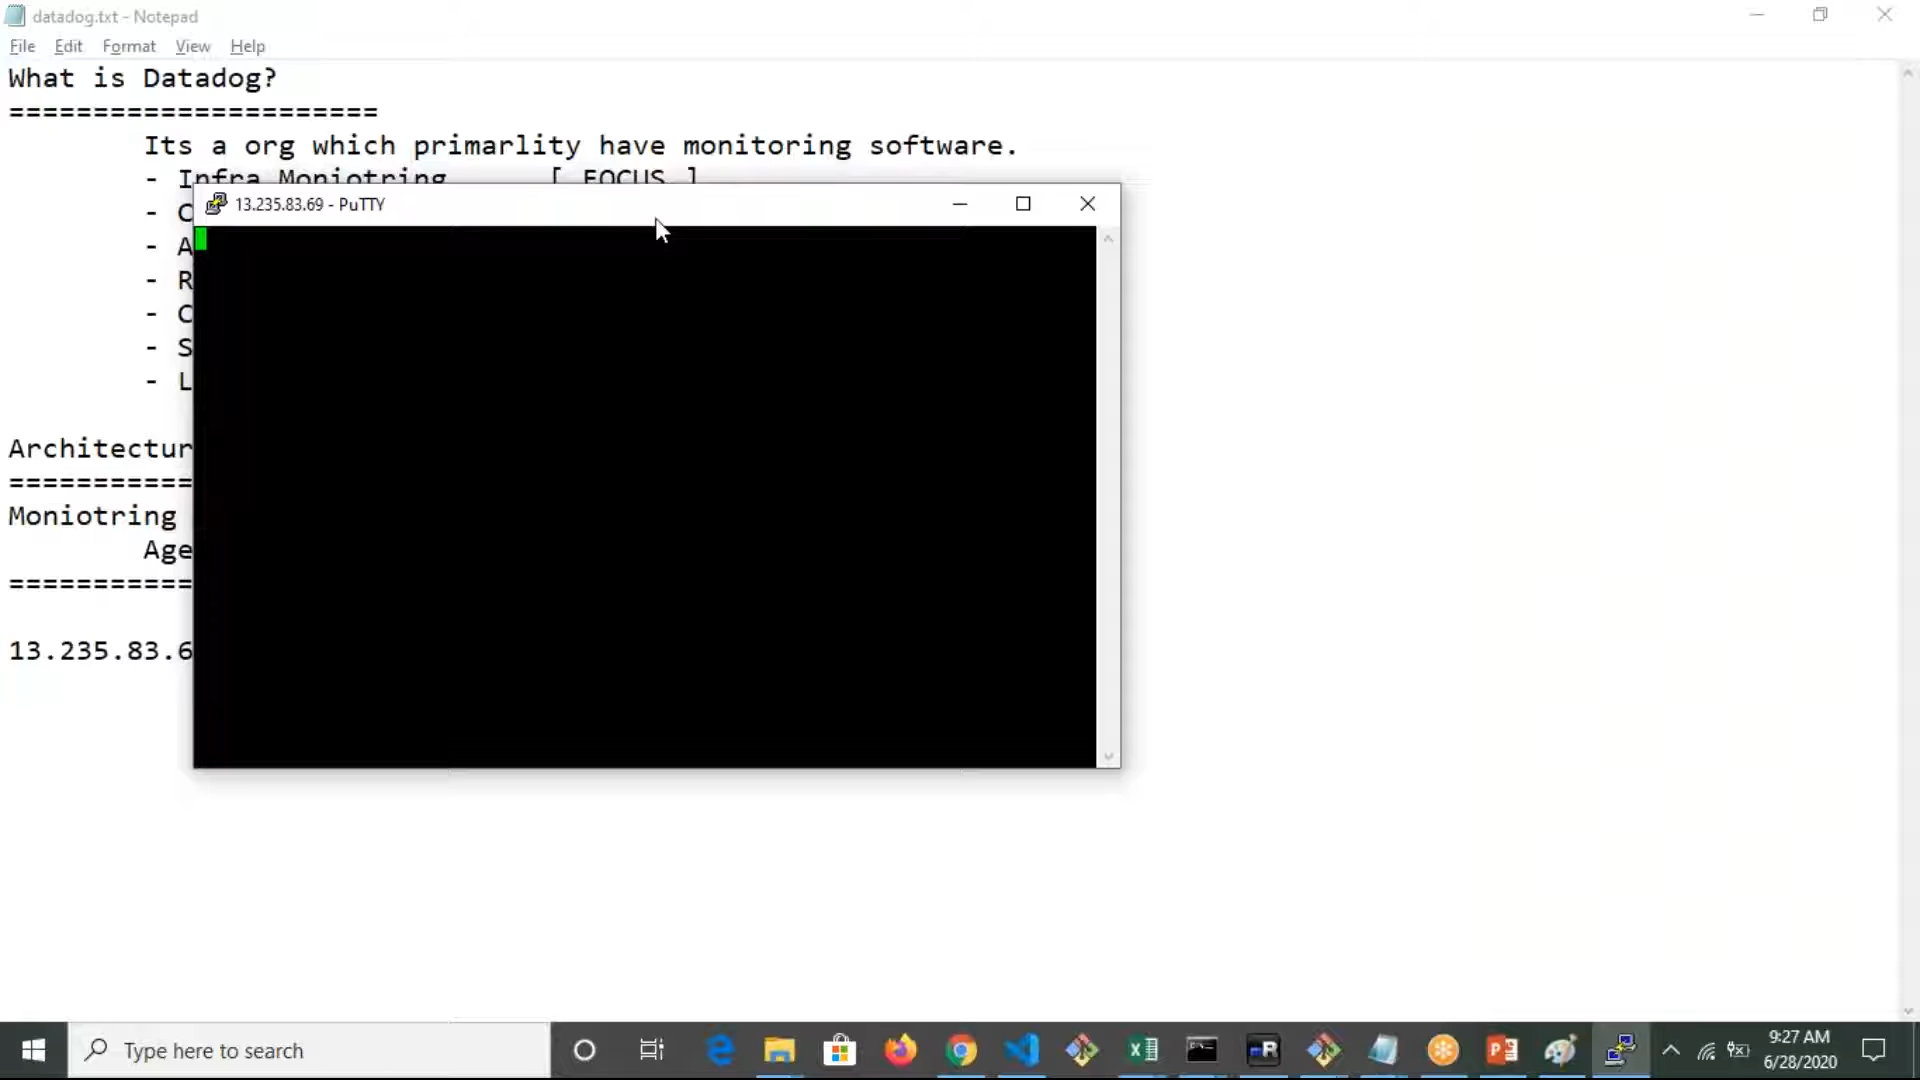 datadog.txt - Notepad
File Edit Format View Help
What is Datadog?
======================
Its a org which primarlity have monitoring software.
- Infra Moniotring [ FOCUS ]
- C
- A
- R
- C
- S
- L
Architectur
===========
Moniotring
Age
===========
13.235.83.6
13.235.83.69 - PuTTY
Type here to search
9:27 AM
6/28/2020